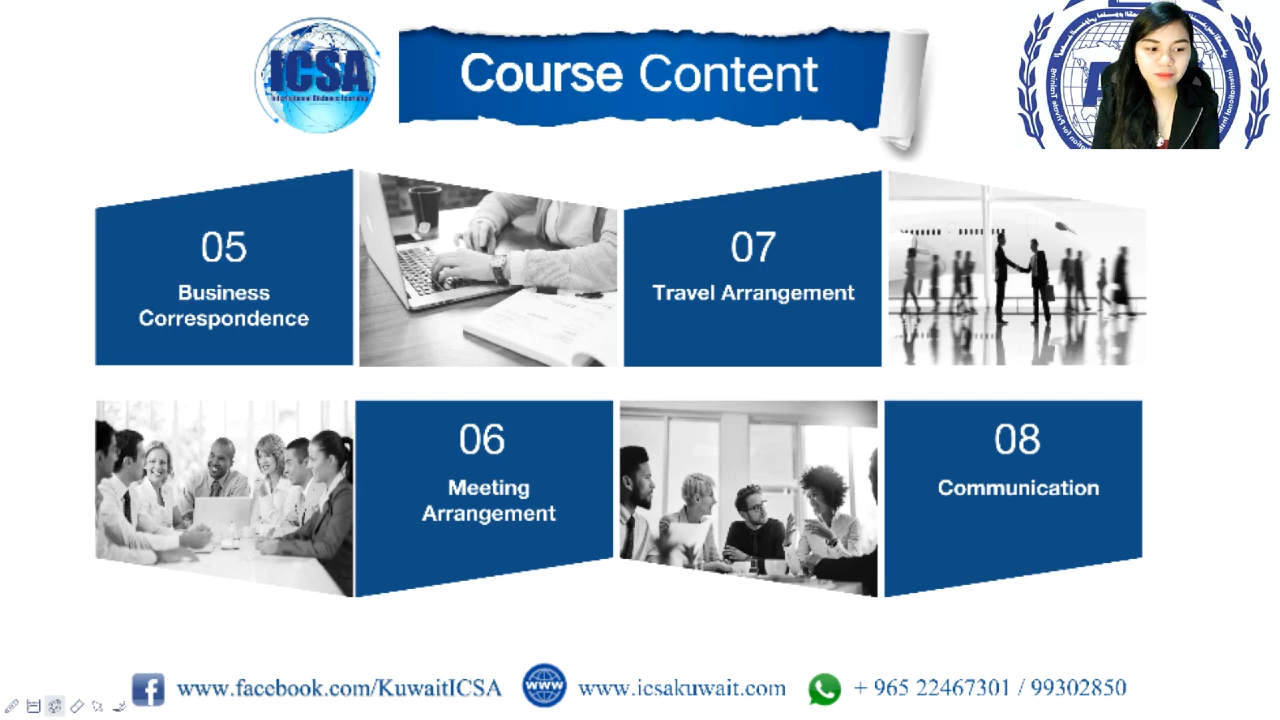 ICSA
Course Content
05
Business
Correspondence
07
Travel Arrangement
06
Meeting
Arrangement
08
Communication
www.facebook.com/KuwaitICSA
WWW
www.icsakuwait.com
+ 965 22467301 / 99302850